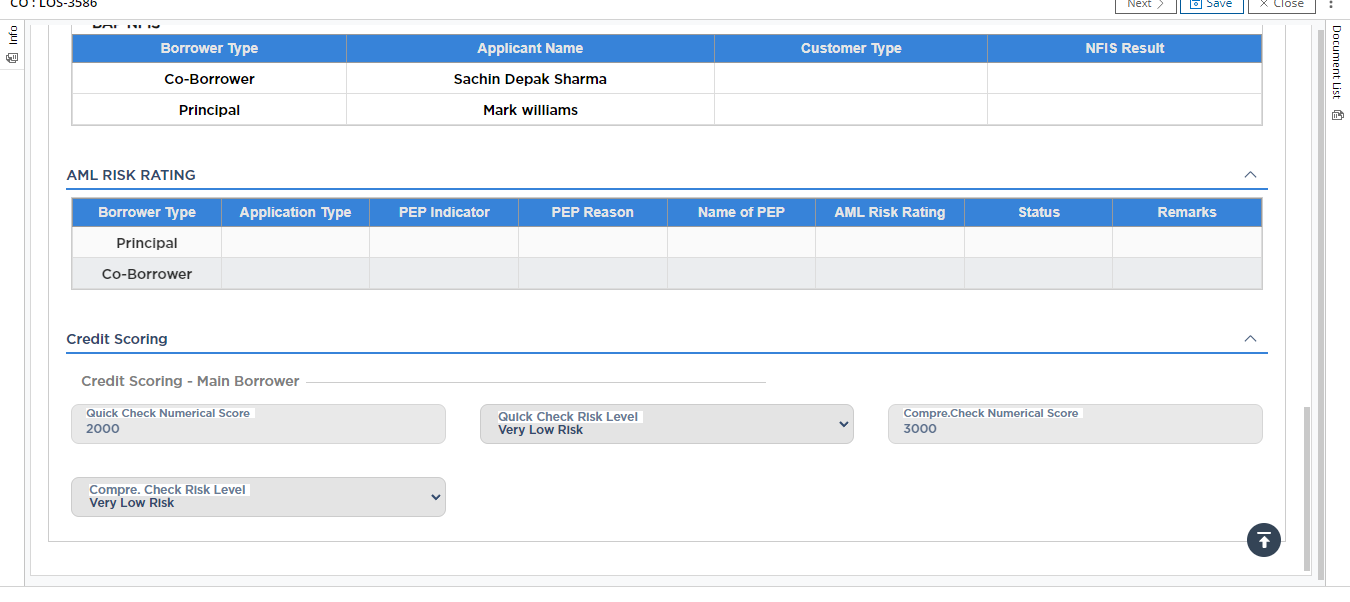 CO : LOS-3586
Next
Save
Close
Info
Document List
BAP NFIS
Borrower Type Applicant Name Customer Type NFIS Result
Co-Borrower Sachin Depak Sharma
Principal Mark williams
AML RISK RATING
Borrower Type Application Type PEP Indicator PEP Reason Name of PEP AML Risk Rating Status Remarks
Principal
Co-Borrower
Credit Scoring
Credit Scoring - Main Borrower
Quick Check Numerical Score
2000
Quick Check Risk Level
Very Low Risk
Compre.Check Numerical Score
3000
Compre. Check Risk Level
Very Low Risk